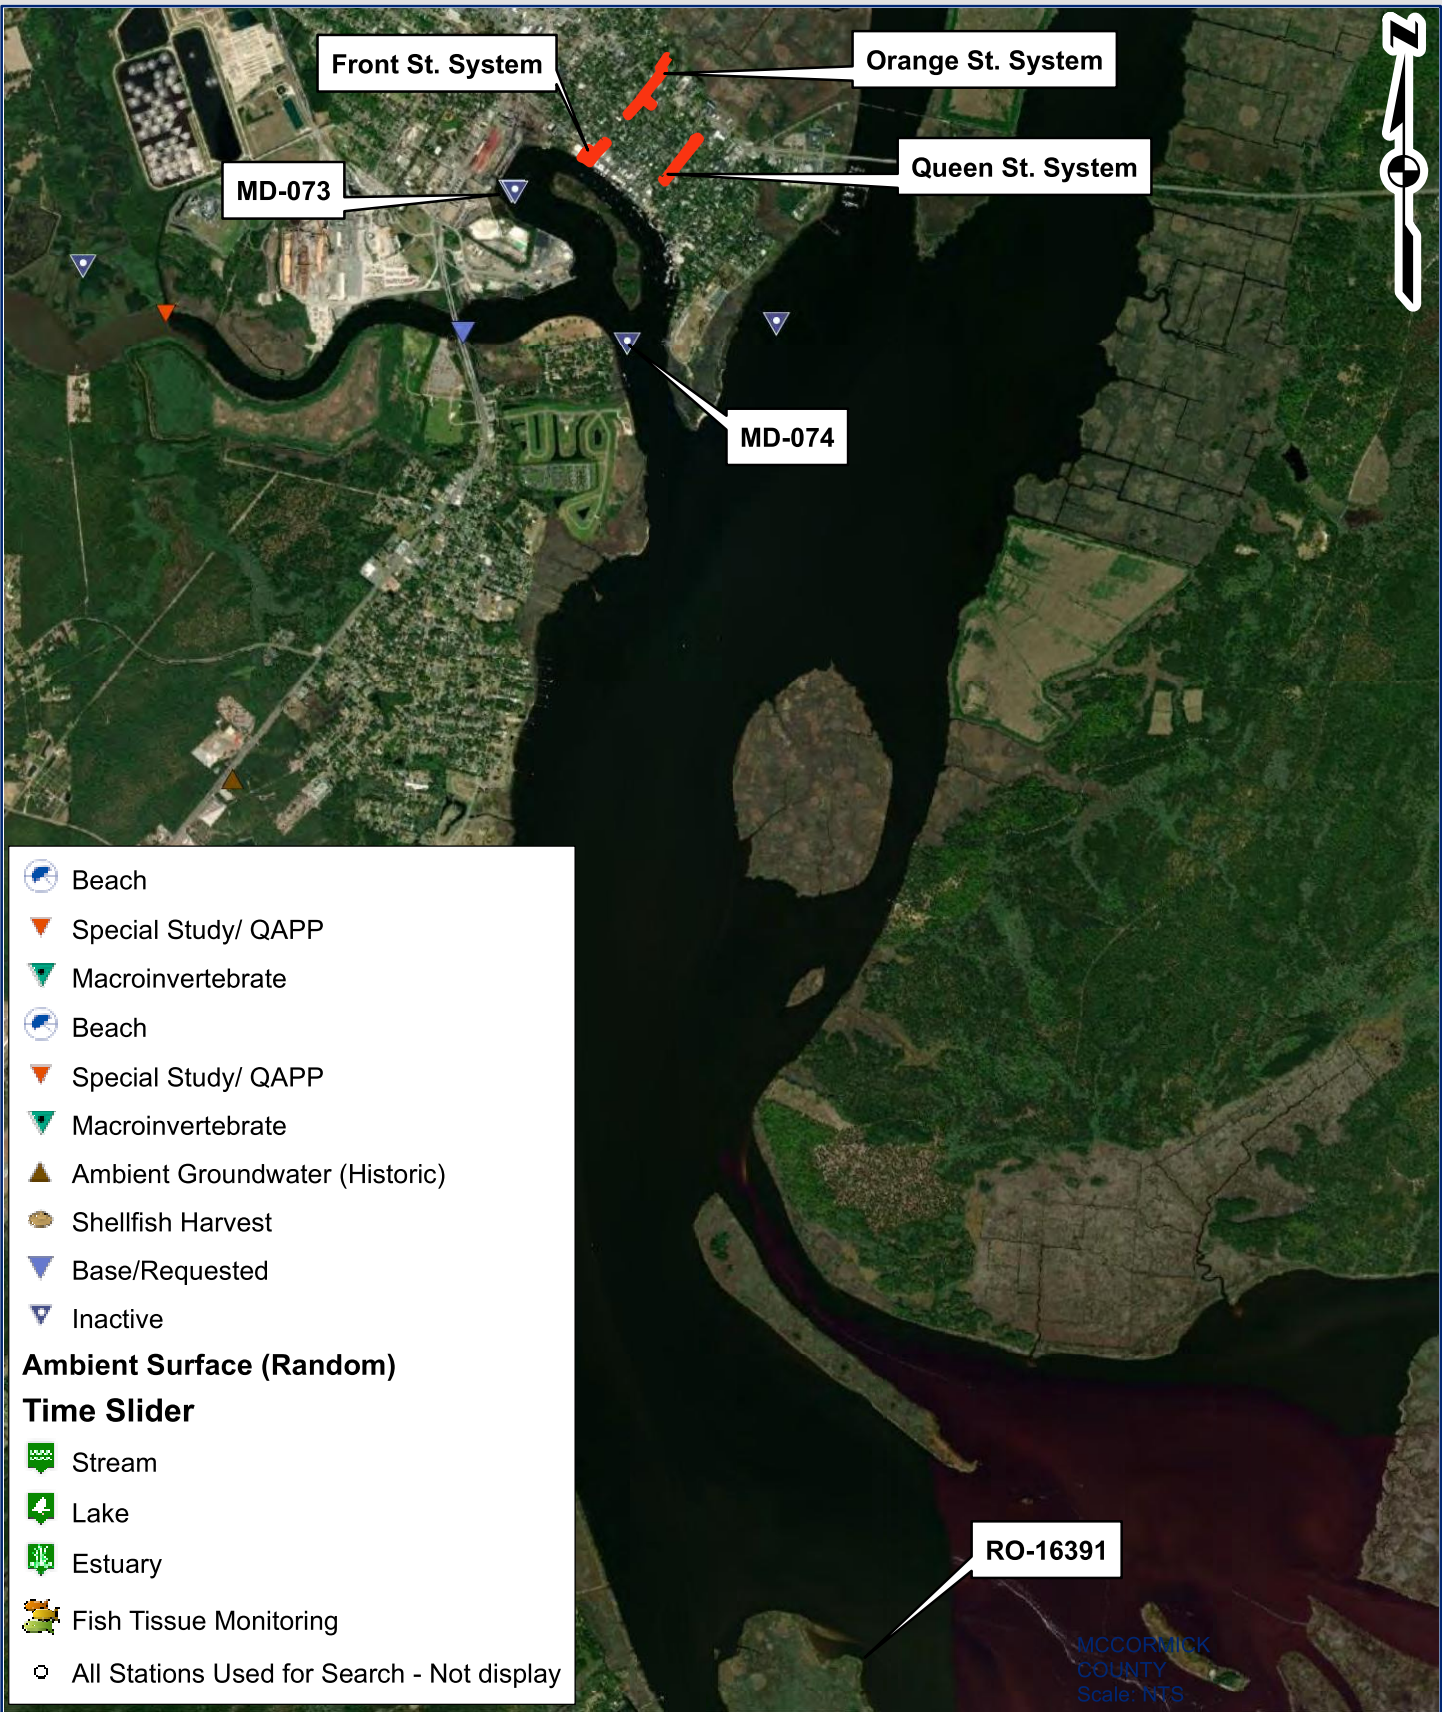 Front St. System
Orange St. System
Queen St. System
MD-073
MD-074
N
Beach
Special Study/ QAPP
Macroinvertebrate
Beach
Special Study/ QAPP
Macroinvertebrate
Ambient Groundwater (Historic)
Shellfish Harvest
Base/Requested
Inactive
Ambient Surface (Random)
Time Slider
Stream
Lake
Estuary
Fish Tissue Monitoring
All Stations Used for Search - Not display
RO-16391
MCCORMICK
COUNTY
Scale: NTS